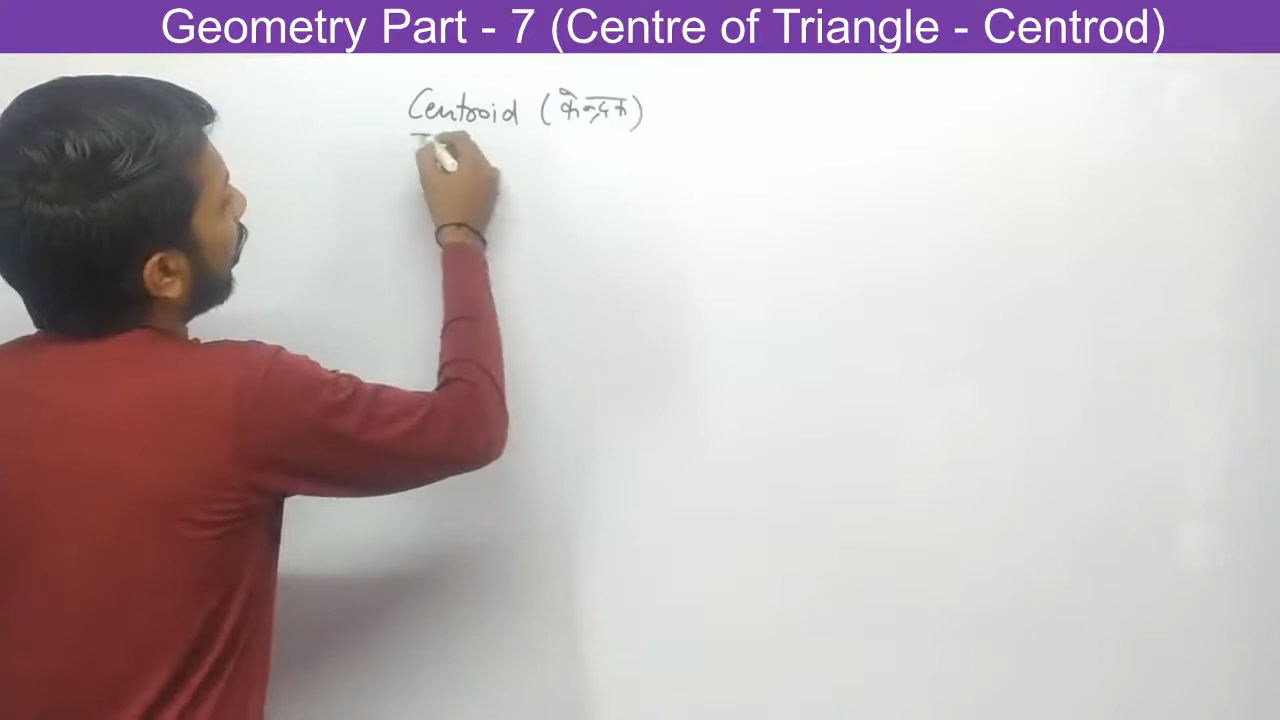 Geometry Part - 7 (Centre of Triangle - Centrod)
Centroid (केन्द्रक)